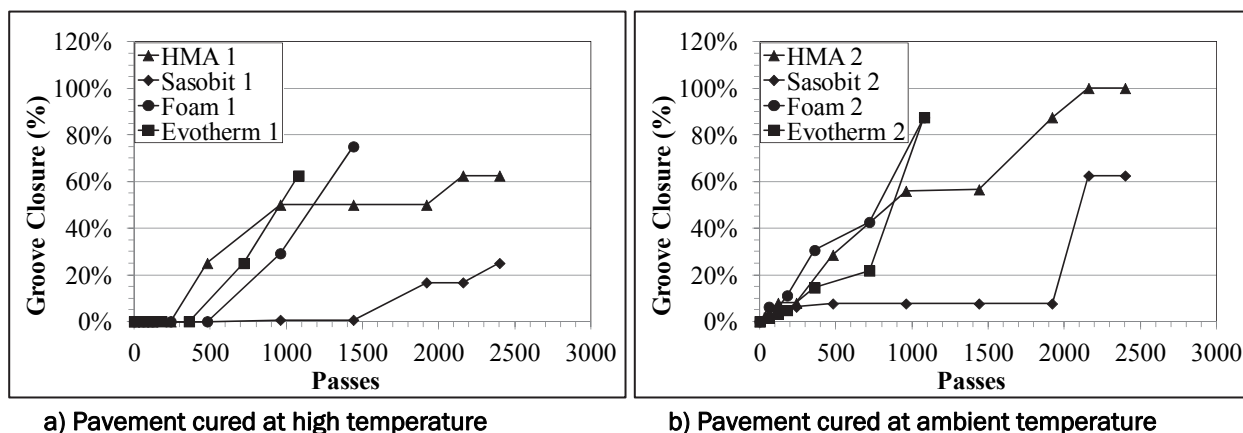 120%
100%
80%
60%
40%
20%
0%
Groove Closure (%)
HMA 1
Sasobit 1
Foam 1
Evotherm 1
0 500 1000 1500 2000 2500 3000
Passes
a) Pavement cured at high temperature
120%
100%
80%
60%
40%
20%
0%
Groove Closure (%)
HMA 2
Sasobit 2
Foam 2
Evotherm 2
0 500 1000 1500 2000 2500 3000
Passes
b) Pavement cured at ambient temperature